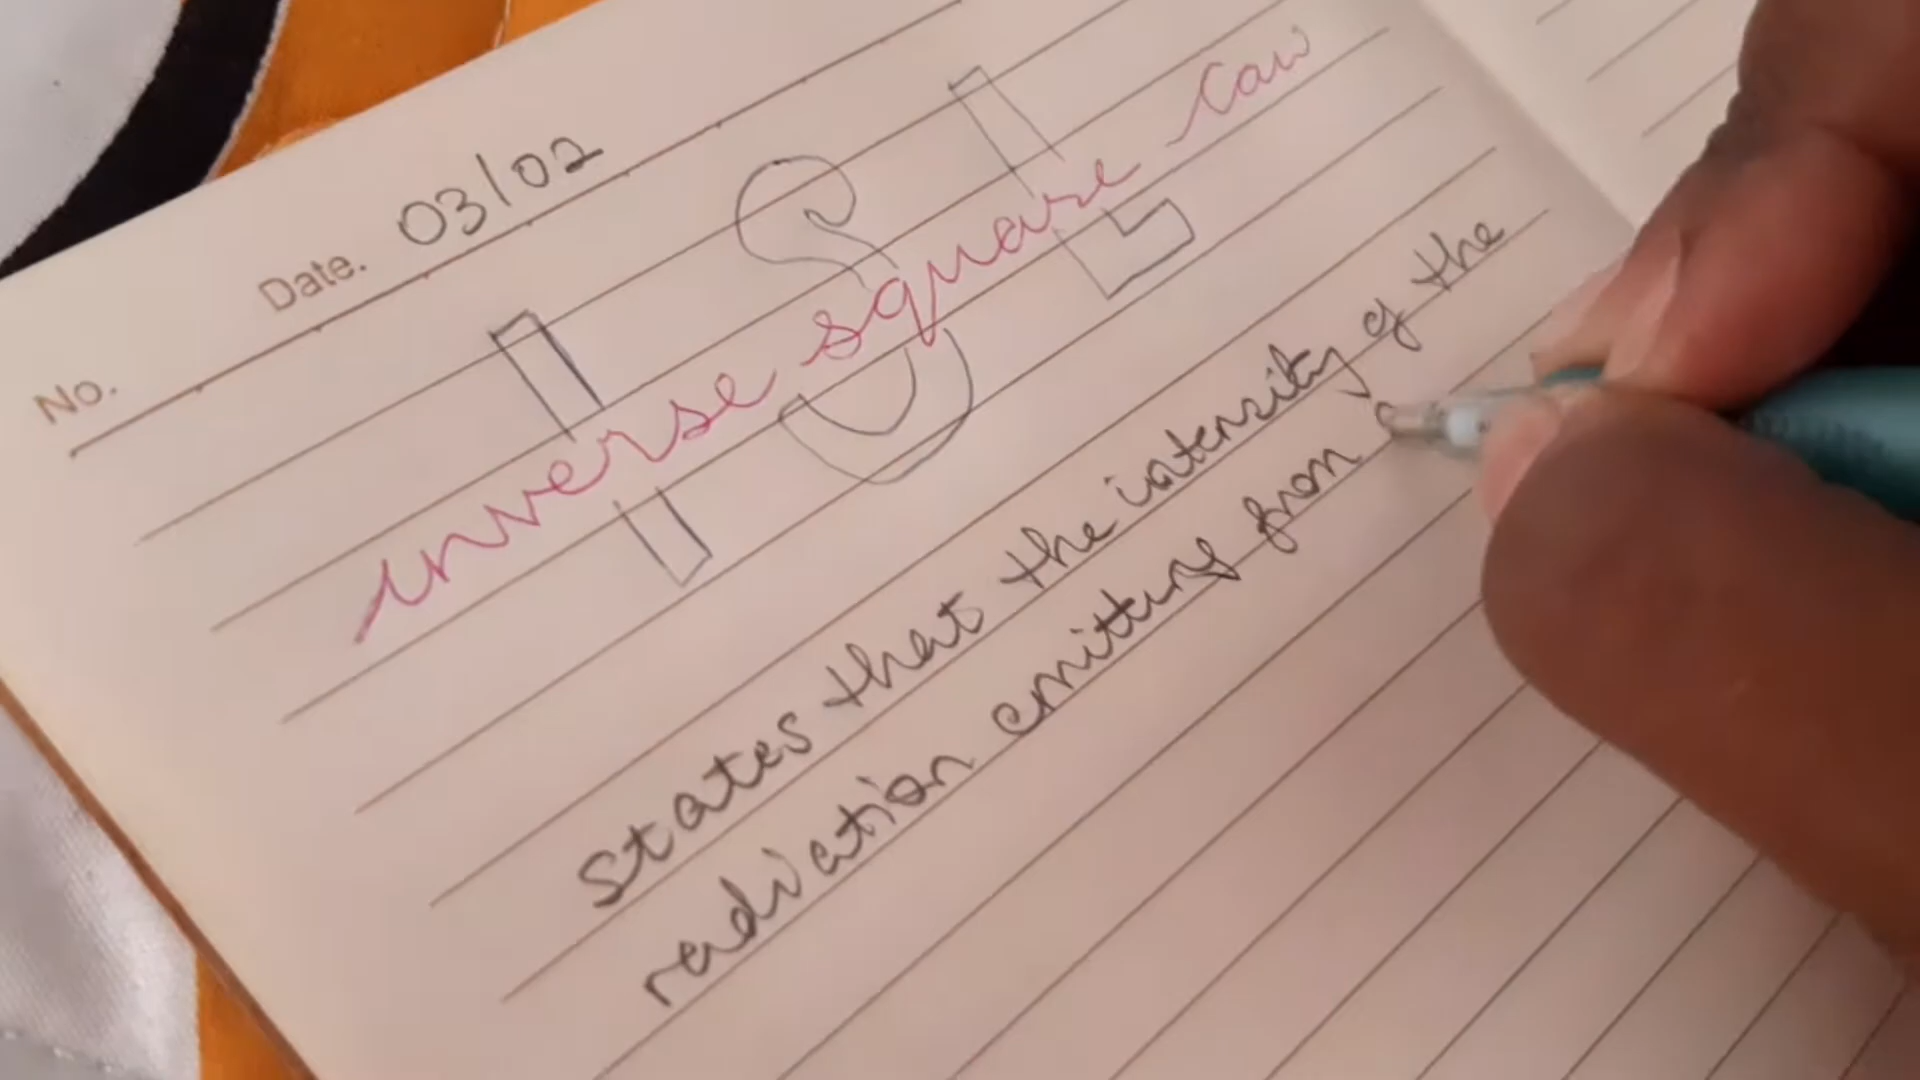 Date. 03/02
No.
I S L
inverse square Law
states that the intensity of the
radiation emitting from